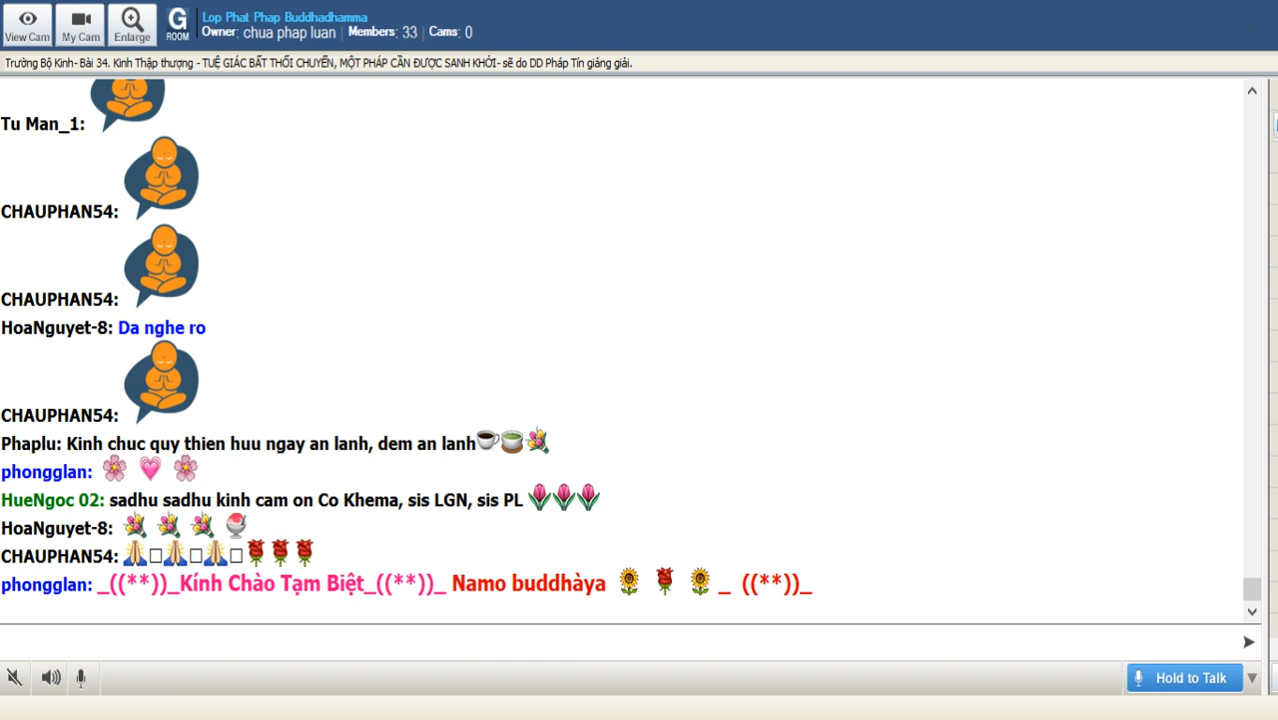 View Cam
My Cam
Enlarge
G
ROOM
Lop Phat Phap Buddhadhamma
Owner: chua phap luan | Members: 33 | Cams: 0
Trường Bộ Kinh- Bài 34. Kinh Thập thượng - TUỆ GIÁC BẤT THỐI CHUYỂN, MỘT PHÁP CẦN ĐƯỢC SANH KHỞI- sẽ do DD Pháp Tín giảng giải.
Tu Man_1:
CHAUPHAN54:
CHAUPHAN54:
HoaNguyet-8: Da nghe ro
CHAUPHAN54:
Phaplu: Kinh chuc quy thien huu ngay an lanh, dem an lanh☕🍵💐
phongglan: 🌸 💗 🌸
HueNgoc 02: sadhu sadhu kinh cam on Co Khema, sis LGN, sis PL 🌷🌷🌷
HoaNguyet-8: 💐 💐 💐 🍨
CHAUPHAN54: 🙏□🙏□🙏□🌹🌹🌹
phongglan: _((**))_Kính Chào Tạm Biệt_((**))_ Namo buddhàya 🌻 🌹 🌻 _ ((**))_
Hold to Talk